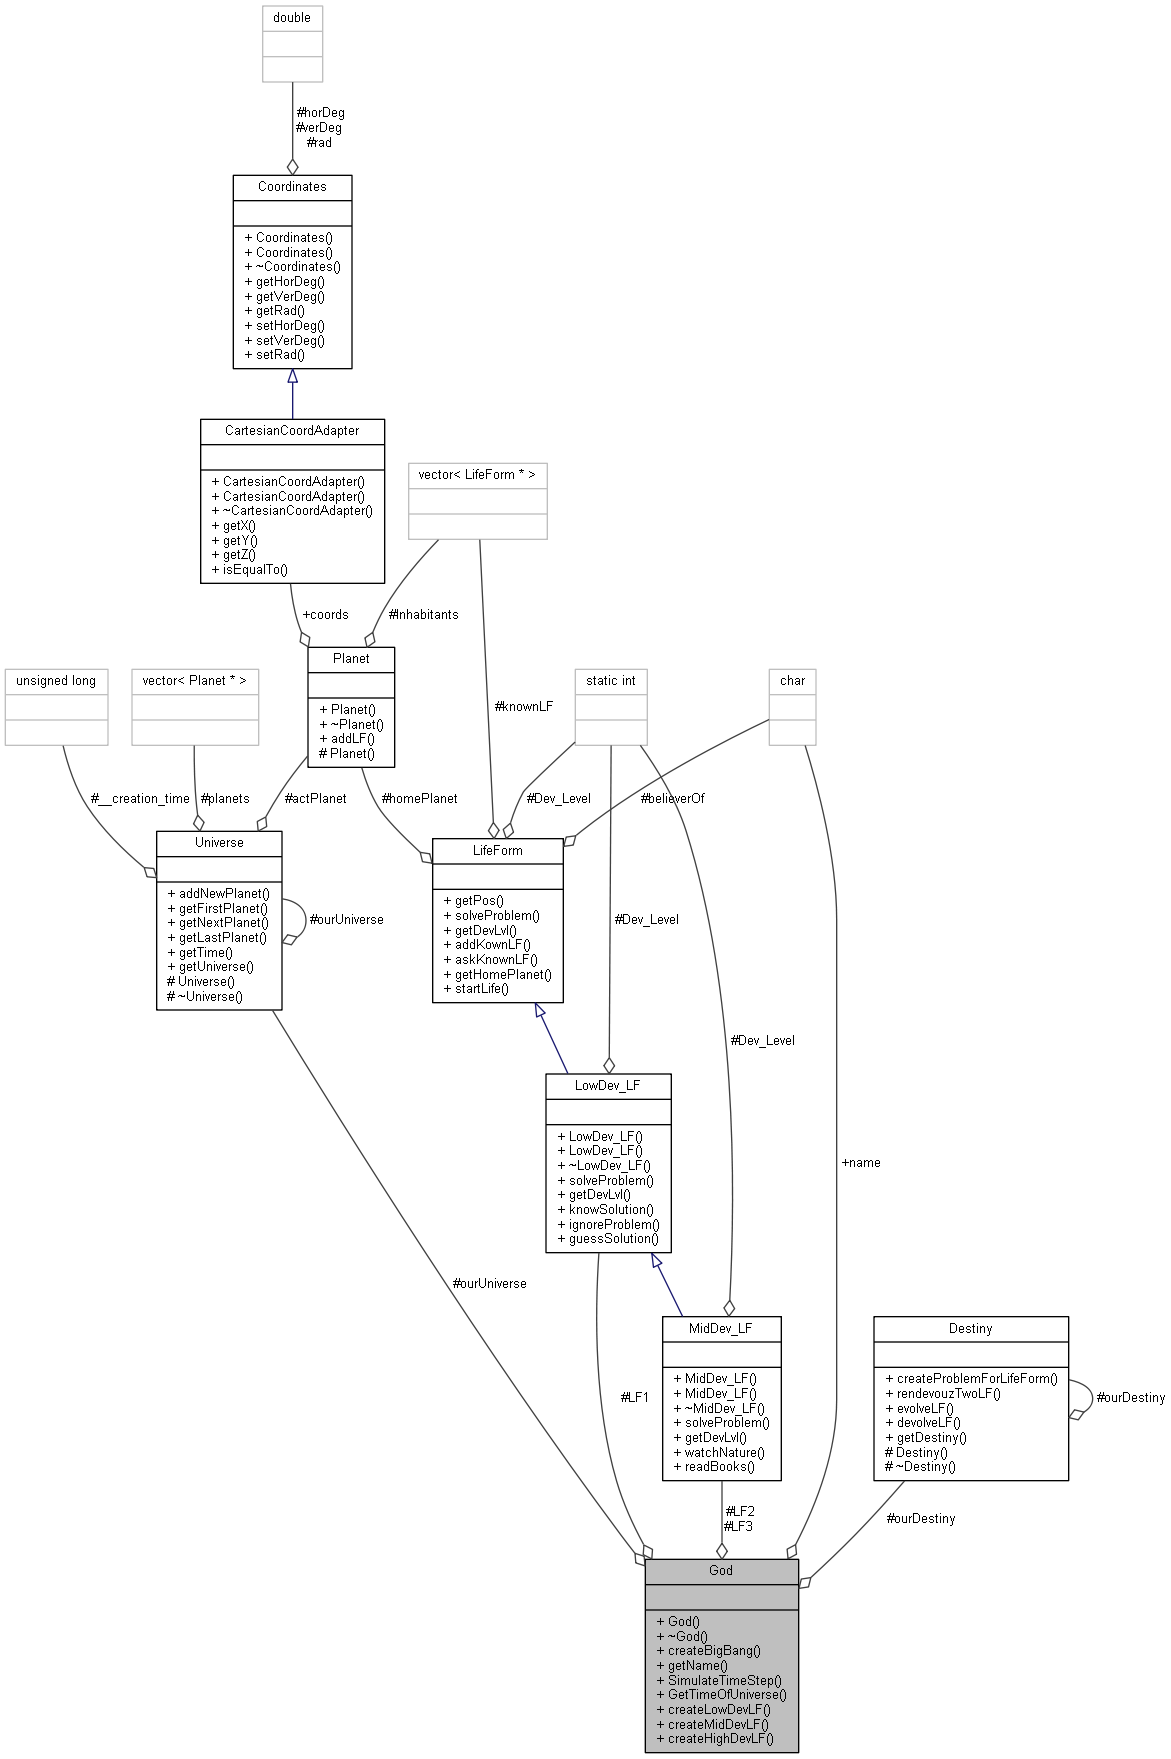 double
#horDeg
#verDeg
#rad
Coordinates
+ Coordinates()
+ Coordinates()
+ ~Coordinates()
+ getHorDeg()
+ getVerDeg()
+ getRad()
+ setHorDeg()
+ setVerDeg()
+ setRad()
CartesianCoordAdapter
+ CartesianCoordAdapter()
+ CartesianCoordAdapter()
+ ~CartesianCoordAdapter()
+ getX()
+ getY()
+ getZ()
+ isEqualTo()
vector< LifeForm * >
+coords
#Inhabitants
Planet
+ Planet()
+ ~Planet()
+ addLF()
# Planet()
unsigned long
vector< Planet * >
static int
char
#knownLF
#__creation_time
#planets
#actPlanet
#homePlanet
#Dev_Level
#believerOf
Universe
+ addNewPlanet()
+ getFirstPlanet()
+ getNextPlanet()
+ getLastPlanet()
+ getTime()
+ getUniverse()
# Universe()
# ~Universe()
#ourUniverse
LifeForm
+ getPos()
+ solveProblem()
+ getDevLvl()
+ addKownLF()
+ askKnownLF()
+ getHomePlanet()
+ startLife()
#Dev_Level
#Dev_Level
LowDev_LF
+ LowDev_LF()
+ LowDev_LF()
+ ~LowDev_LF()
+ solveProblem()
+ getDevLvl()
+ knowSolution()
+ ignoreProblem()
+ guessSolution()
+name
#ourUniverse
MidDev_LF
+ MidDev_LF()
+ MidDev_LF()
+ ~MidDev_LF()
+ solveProblem()
+ getDevLvl()
+ watchNature()
+ readBooks()
Destiny
+ createProblemForLifeForm()
+ rendevouzTwoLF()
+ evolveLF()
+ devolveLF()
+ getDestiny()
# Destiny()
# ~Destiny()
#ourDestiny
#LF1
#LF2
#LF3
#ourDestiny
God
+ God()
+ ~God()
+ createBigBang()
+ getName()
+ SimulateTimeStep()
+ GetTimeOfUniverse()
+ createLowDevLF()
+ createMidDevLF()
+ createHighDevLF()